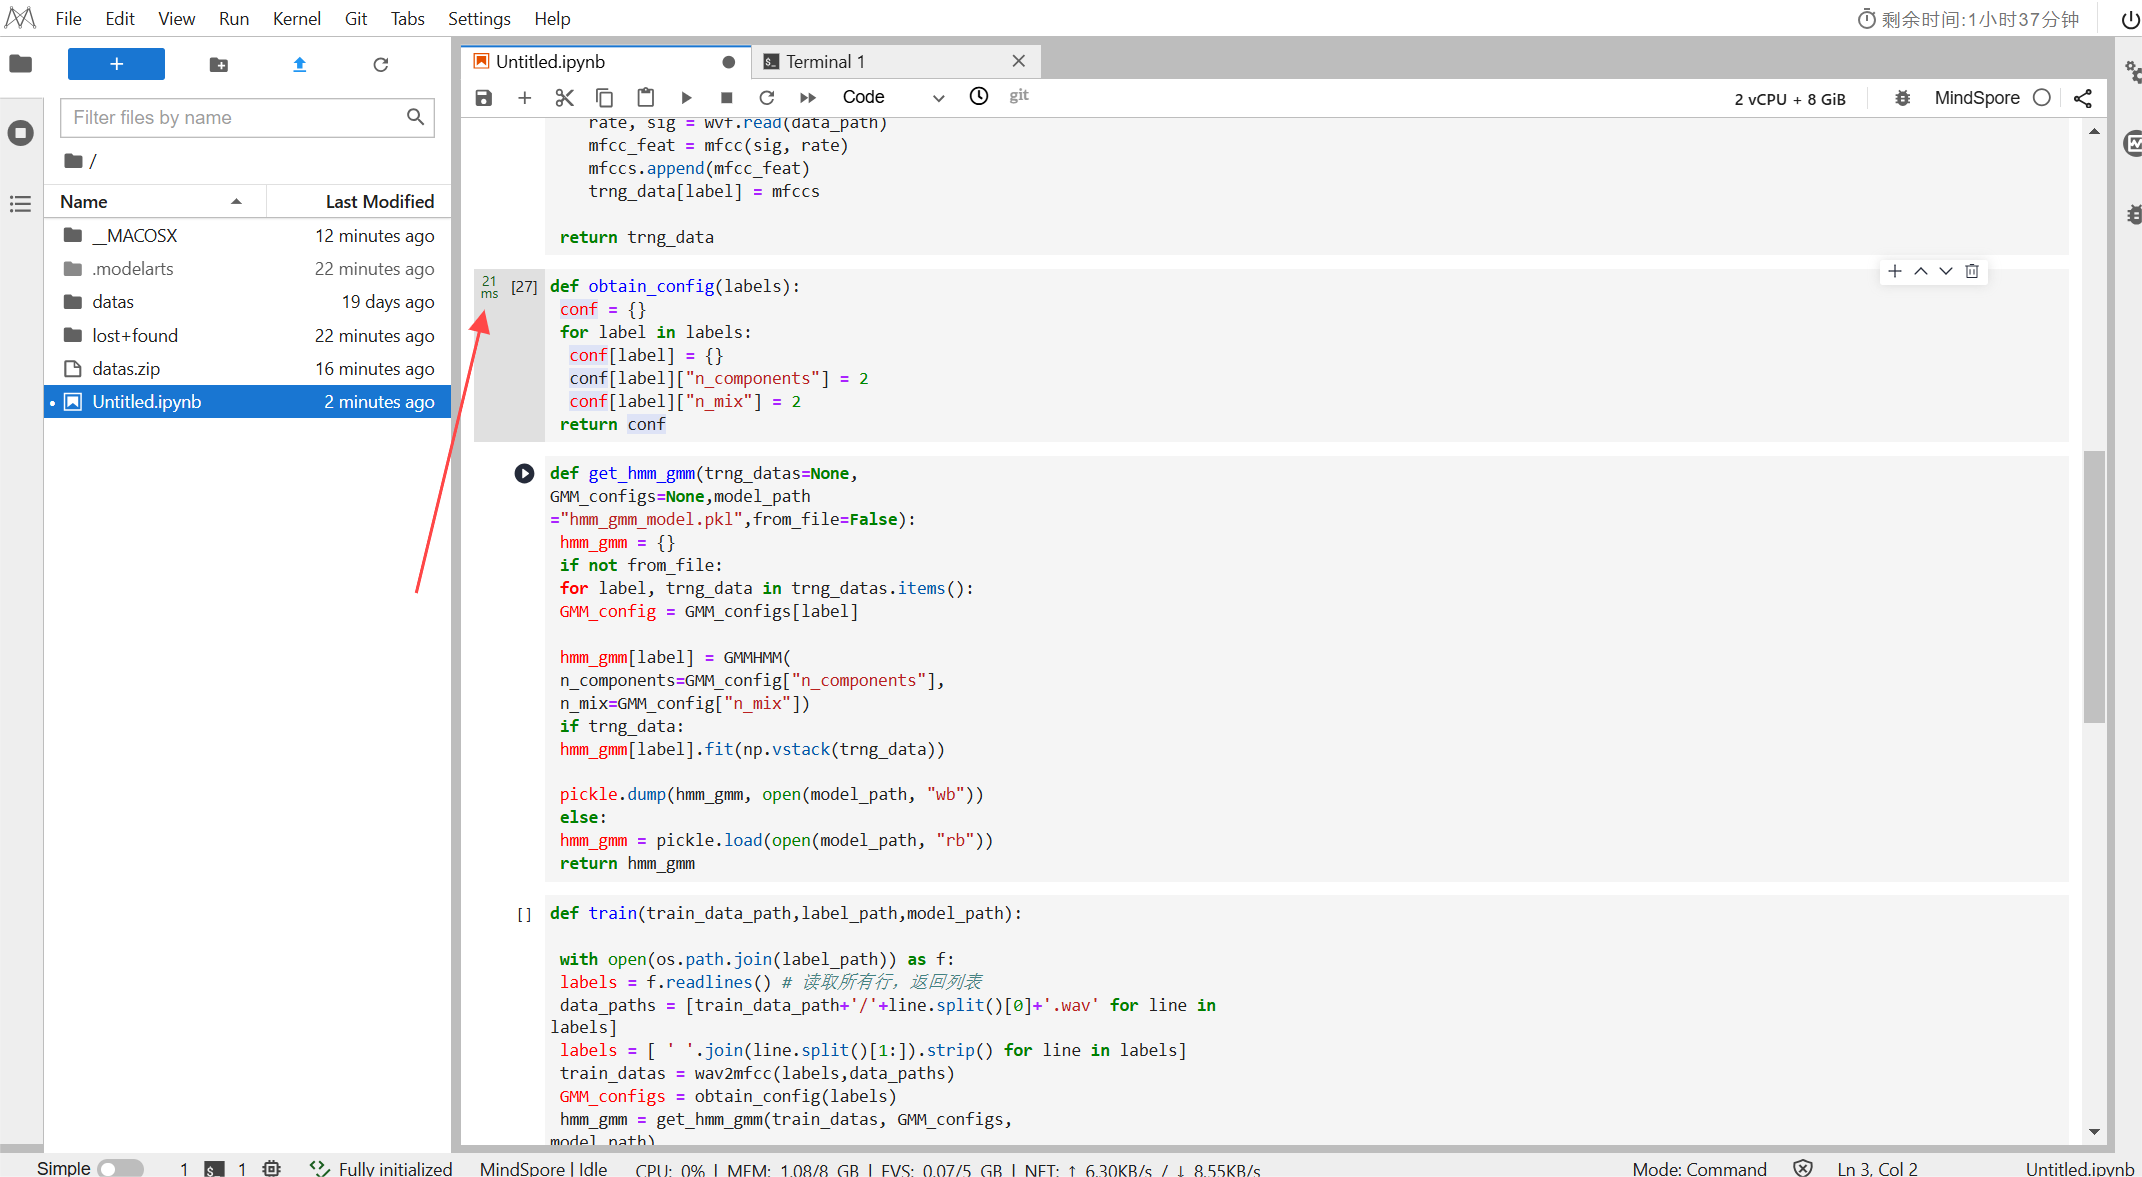 File Edit View Run Kernel Git Tabs Settings Help
剩余时间:1小时37分钟
Untitled.ipynb
Terminal 1
Filter files by name
Code
git
2 vCPU + 8 GiB
MindSpore
/
Name Last Modified
__MACOSX 12 minutes ago
.modelarts 22 minutes ago
datas 19 days ago
lost+found 22 minutes ago
datas.zip 16 minutes ago
Untitled.ipynb 2 minutes ago
rate, sig = wvf.read(data_path)
mfcc_feat = mfcc(sig, rate)
mfccs.append(mfcc_feat)
trng_data[label] = mfccs
return trng_data
21 ms
[27]
def obtain_config(labels):
conf = {}
for label in labels:
conf[label] = {}
conf[label]["n_components"] = 2
conf[label]["n_mix"] = 2
return conf
def get_hmm_gmm(trng_datas=None,
GMM_configs=None,model_path
="hmm_gmm_model.pkl",from_file=False):
hmm_gmm = {}
if not from_file:
for label, trng_data in trng_datas.items():
GMM_config = GMM_configs[label]
hmm_gmm[label] = GMMHMM(
n_components=GMM_config["n_components"],
n_mix=GMM_config["n_mix"])
if trng_data:
hmm_gmm[label].fit(np.vstack(trng_data))
pickle.dump(hmm_gmm, open(model_path, "wb"))
else:
hmm_gmm = pickle.load(open(model_path, "rb"))
return hmm_gmm
[]
def train(train_data_path,label_path,model_path):
with open(os.path.join(label_path)) as f:
labels = f.readlines() # 读取所有行，返回列表
data_paths = [train_data_path+'/'+line.split()[0]+'.wav' for line in
labels]
labels = [ ' '.join(line.split()[1:]).strip() for line in labels]
train_datas = wav2mfcc(labels,data_paths)
GMM_configs = obtain_config(labels)
hmm_gmm = get_hmm_gmm(train_datas, GMM_configs,
model_path)
Simple 1 1 Fully initialized MindSpore | Idle CPU: 0% | MEM: 1.08/8 GB | EVS: 0.07/5 GB | NET: ↑ 6.30KB/s / ↓ 8.55KB/s Mode: Command Ln 3, Col 2 Untitled.ipynb